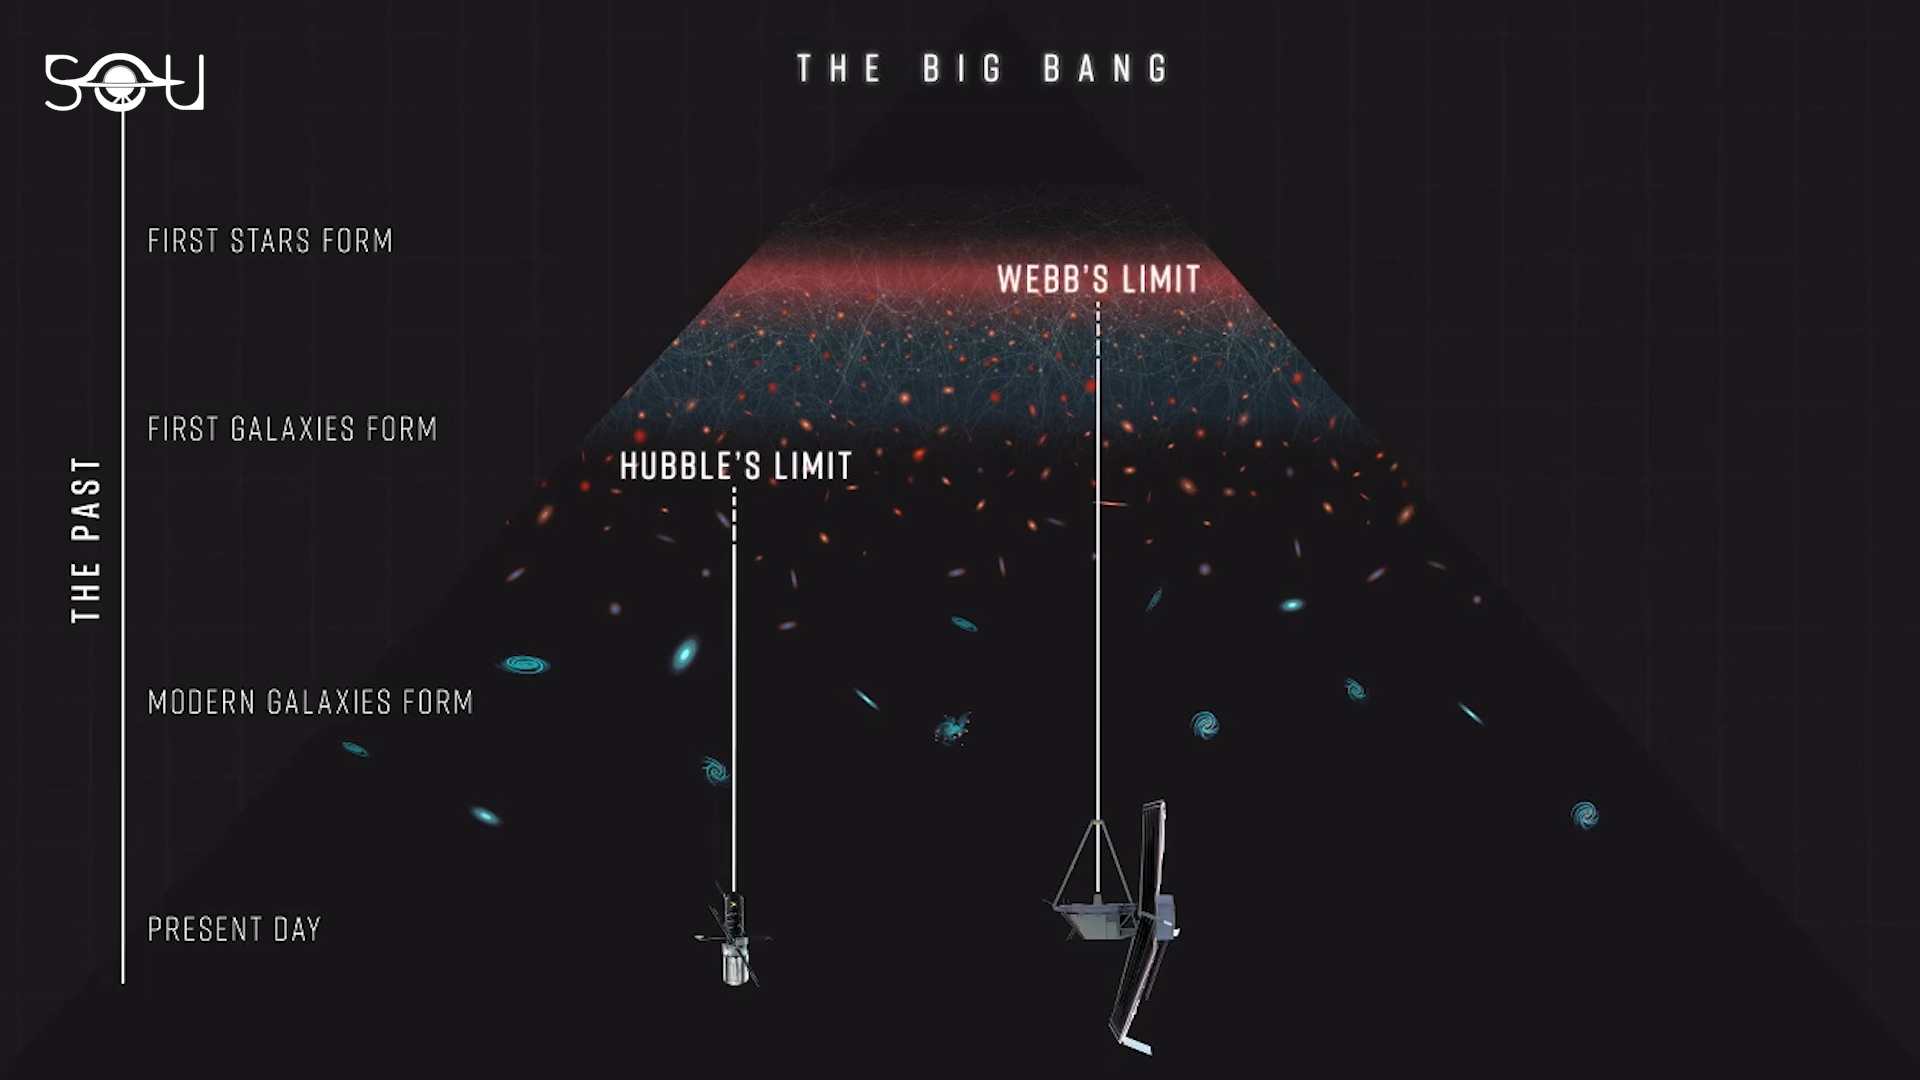 SOU
THE BIG BANG
FIRST STARS FORM
WEBB'S LIMIT
FIRST GALAXIES FORM
HUBBLE'S LIMIT
THE PAST
MODERN GALAXIES FORM
PRESENT DAY